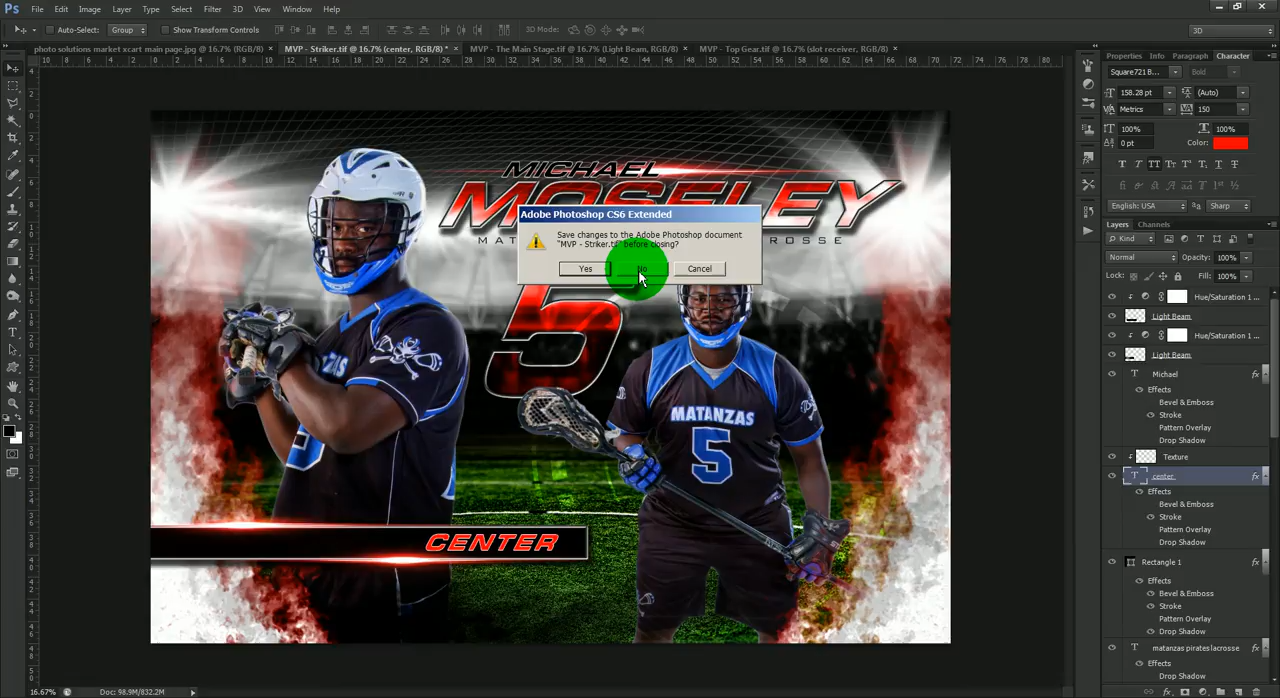 Ps File Edit Image Layer Type Select Filter 3D View Window Help
Auto-Select: Group Show Transform Controls 3D Mode: 3D
photo solutions market xcart main page.jpg @ 16.7% (RGB/8) × MVP - Striker.tif @ 16.7% (center, RGB/8) * × MVP - The Main Stage.tif @ 16.7% (Light Beam, RGB/8) × MVP - Top Gear.tif @ 16.7% (slot receiver, RGB/8) ×
Properties Info Paragraph Character
Square721 B... Bold
158.28 pt (Auto)
Metrics 150
100% 100%
0 pt Color:
English: USA Sharp
Layers Channels
Kind
Normal Opacity: 100%
Lock: Fill: 100%
Hue/Saturation 1 ...
Light Beam
Hue/Saturation 1 ...
Light Beam
Michael
Effects
Bevel & Emboss
Stroke
Pattern Overlay
Drop Shadow
Texture
center
Effects
Bevel & Emboss
Stroke
Pattern Overlay
Drop Shadow
Rectangle 1
Effects
Bevel & Emboss
Stroke
Pattern Overlay
Drop Shadow
matanzas pirates lacrosse
Effects
Drop Shadow
MICHAEL
MOSELEY
Adobe Photoshop CS6 Extended
Save changes to the Adobe Photoshop document
"MVP - Striker.tif" before closing?
Yes No Cancel
5
MATANZAS
5
CENTER
16.67% Doc: 98.9M/832.2M